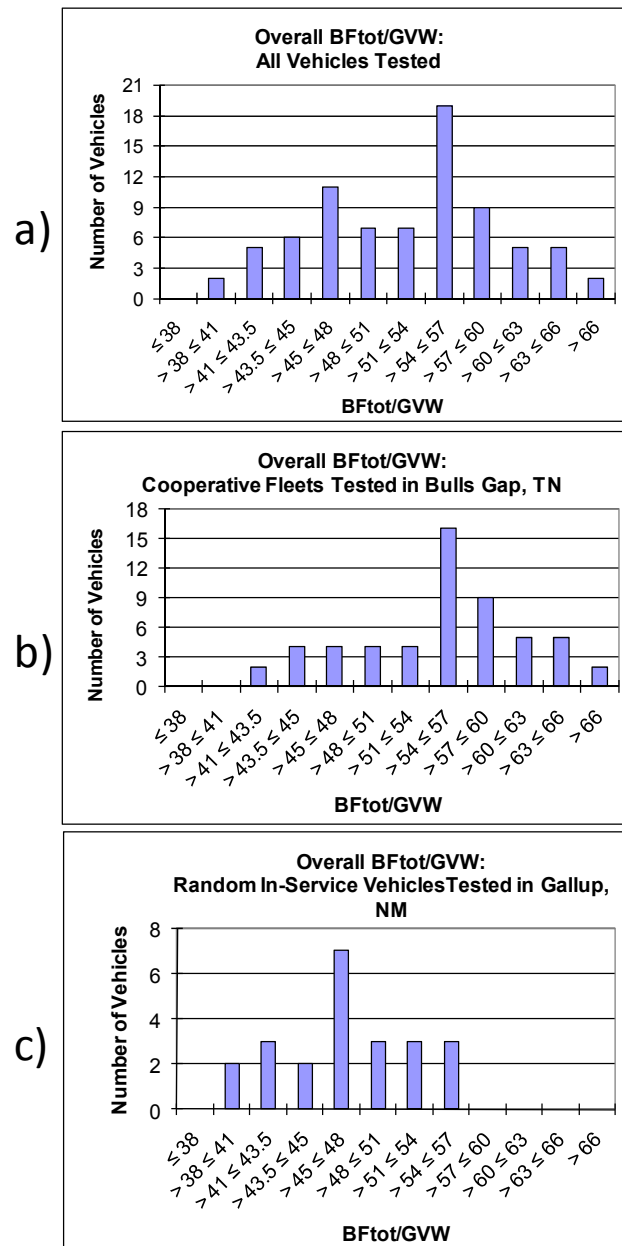 a)
Overall BFtot/GVW:
All Vehicles Tested
Number of Vehicles
21
18
15
12
9
6
3
0
≤ 38
> 38 ≤ 41
> 41 ≤ 43.5
> 43.5 ≤ 45
> 45 ≤ 48
> 48 ≤ 51
> 51 ≤ 54
> 54 ≤ 57
> 57 ≤ 60
> 60 ≤ 63
> 63 ≤ 66
> 66
BFtot/GVW
b)
Overall BFtot/GVW:
Cooperative Fleets Tested in Bulls Gap, TN
Number of Vehicles
18
15
12
9
6
3
0
≤ 38
> 38 ≤ 41
> 41 ≤ 43.5
> 43.5 ≤ 45
> 45 ≤ 48
> 48 ≤ 51
> 51 ≤ 54
> 54 ≤ 57
> 57 ≤ 60
> 60 ≤ 63
> 63 ≤ 66
> 66
BFtot/GVW
c)
Overall BFtot/GVW:
Random In-Service VehiclesTested in Gallup,
NM
Number of Vehicles
8
6
4
2
0
≤ 38
> 38 ≤ 41
> 41 ≤ 43.5
> 43.5 ≤ 45
> 45 ≤ 48
> 48 ≤ 51
> 51 ≤ 54
> 54 ≤ 57
> 57 ≤ 60
> 60 ≤ 63
> 63 ≤ 66
> 66
BFtot/GVW